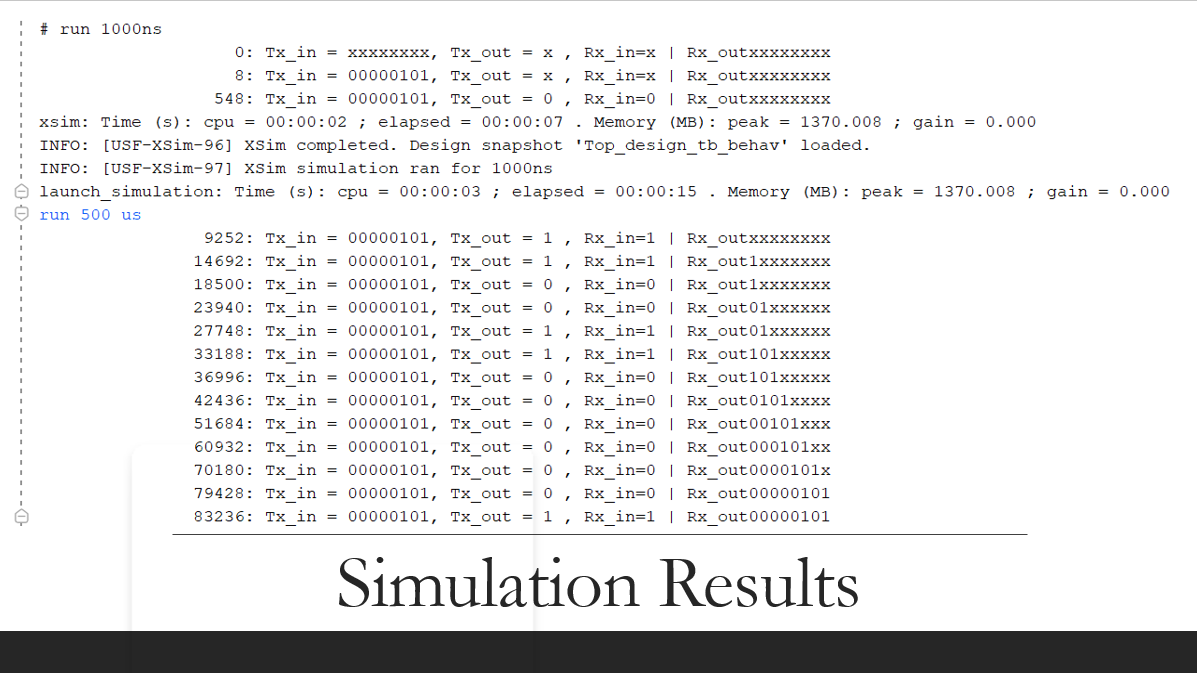 # run 1000ns
0: Tx_in = xxxxxxxx, Tx_out = x , Rx_in=x | Rx_outxxxxxxxx
8: Tx_in = 00000101, Tx_out = x , Rx_in=x | Rx_outxxxxxxxx
548: Tx_in = 00000101, Tx_out = 0 , Rx_in=0 | Rx_outxxxxxxxx
xsim: Time (s): cpu = 00:00:02 ; elapsed = 00:00:07 . Memory (MB): peak = 1370.008 ; gain = 0.000
INFO: [USF-XSim-96] XSim completed. Design snapshot 'Top_design_tb_behav' loaded.
INFO: [USF-XSim-97] XSim simulation ran for 1000ns
launch_simulation: Time (s): cpu = 00:00:03 ; elapsed = 00:00:15 . Memory (MB): peak = 1370.008 ; gain = 0.000
run 500 us
9252: Tx_in = 00000101, Tx_out = 1 , Rx_in=1 | Rx_outxxxxxxxx
14692: Tx_in = 00000101, Tx_out = 1 , Rx_in=1 | Rx_out1xxxxxxx
18500: Tx_in = 00000101, Tx_out = 0 , Rx_in=0 | Rx_out1xxxxxxx
23940: Tx_in = 00000101, Tx_out = 0 , Rx_in=0 | Rx_out01xxxxxx
27748: Tx_in = 00000101, Tx_out = 1 , Rx_in=1 | Rx_out01xxxxxx
33188: Tx_in = 00000101, Tx_out = 1 , Rx_in=1 | Rx_out101xxxxx
36996: Tx_in = 00000101, Tx_out = 0 , Rx_in=0 | Rx_out101xxxxx
42436: Tx_in = 00000101, Tx_out = 0 , Rx_in=0 | Rx_out0101xxxx
51684: Tx_in = 00000101, Tx_out = 0 , Rx_in=0 | Rx_out00101xxx
60932: Tx_in = 00000101, Tx_out = 0 , Rx_in=0 | Rx_out000101xx
70180: Tx_in = 00000101, Tx_out = 0 , Rx_in=0 | Rx_out0000101x
79428: Tx_in = 00000101, Tx_out = 0 , Rx_in=0 | Rx_out00000101
83236: Tx_in = 00000101, Tx_out = 1 , Rx_in=1 | Rx_out00000101
Simulation Results